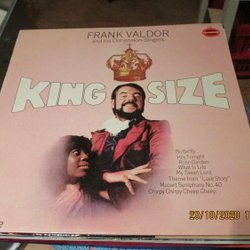 FRANK VALDOR
and his Dimension-Singers
KING SIZE
Butterfly
Hey Tonight
Rose Garden
What Is Life
My Sweet Lord
Theme from "Love Story"
Mozart Symphony No. 40
Chirpy Chirpy Cheep Cheep
23/10/2020